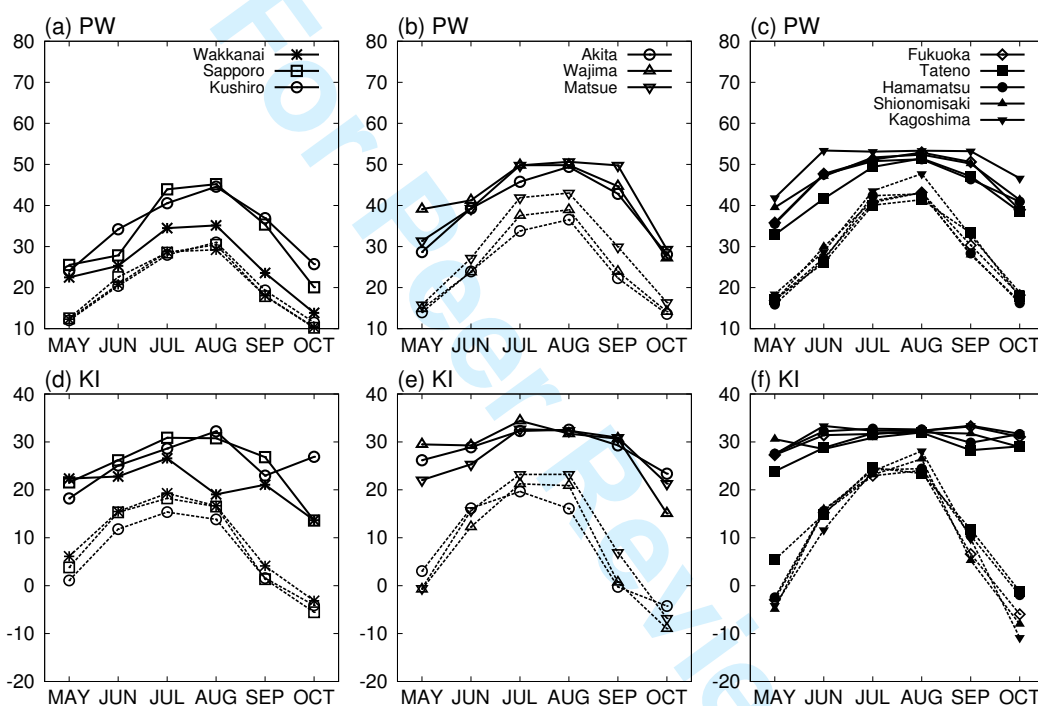 (a) PW
Wakkanai
Sapporo
Kushiro
80
70
60
50
40
30
20
10
MAY JUN JUL AUG SEP OCT
(b) PW
Akita
Wajima
Matsue
80
70
60
50
40
30
20
10
MAY JUN JUL AUG SEP OCT
(c) PW
Fukuoka
Tateno
Hamamatsu
Shionomisaki
Kagoshima
80
70
60
50
40
30
20
10
MAY JUN JUL AUG SEP OCT
(d) KI
40
30
20
10
0
-10
-20
MAY JUN JUL AUG SEP OCT
(e) KI
40
30
20
10
0
-10
-20
MAY JUN JUL AUG SEP OCT
(f) KI
40
30
20
10
0
-10
-20
MAY JUN JUL AUG SEP OCT
For Peer Revie